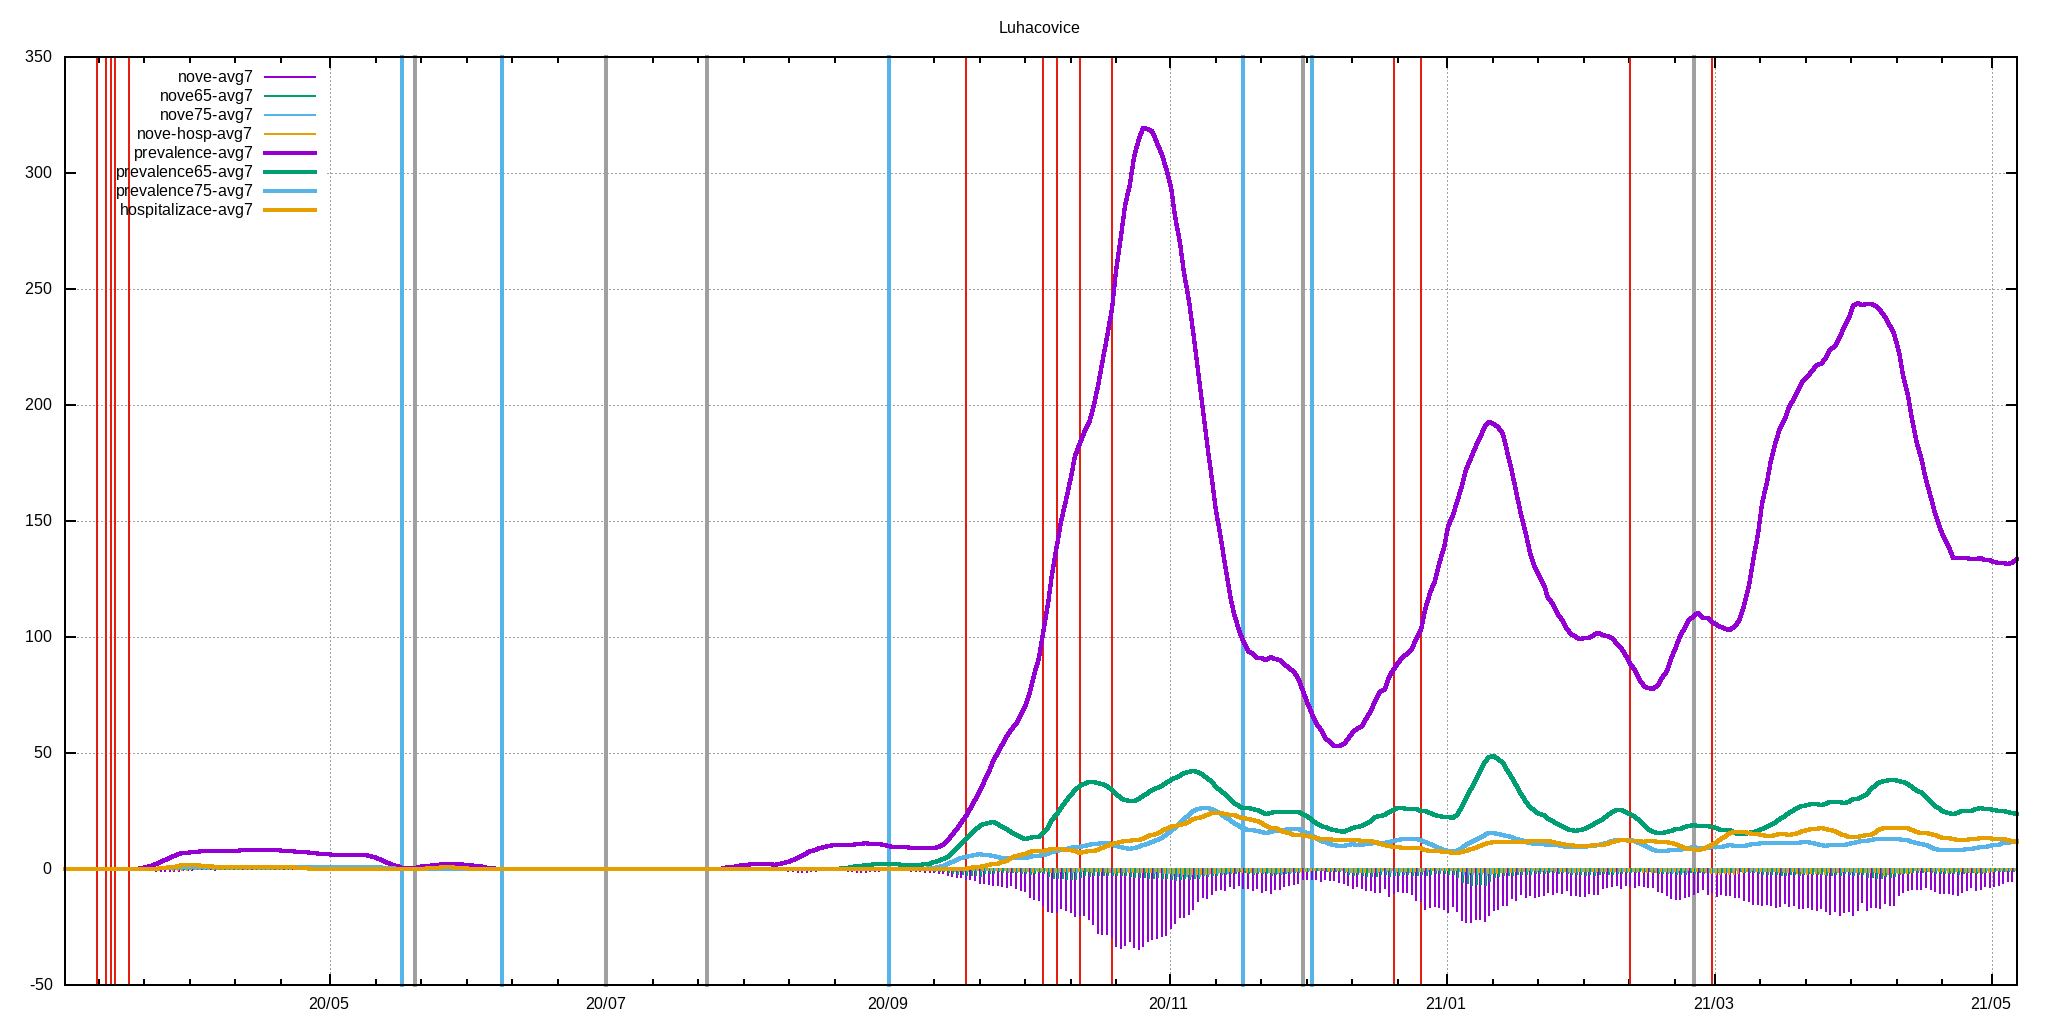 Luhacovice
350
300
250
200
150
100
50
0
-50
nove-avg7
nove65-avg7
nove75-avg7
nove-hosp-avg7
prevalence-avg7
prevalence65-avg7
prevalence75-avg7
hospitalizace-avg7
20/05 20/07 20/09 20/11 21/01 21/03 21/05